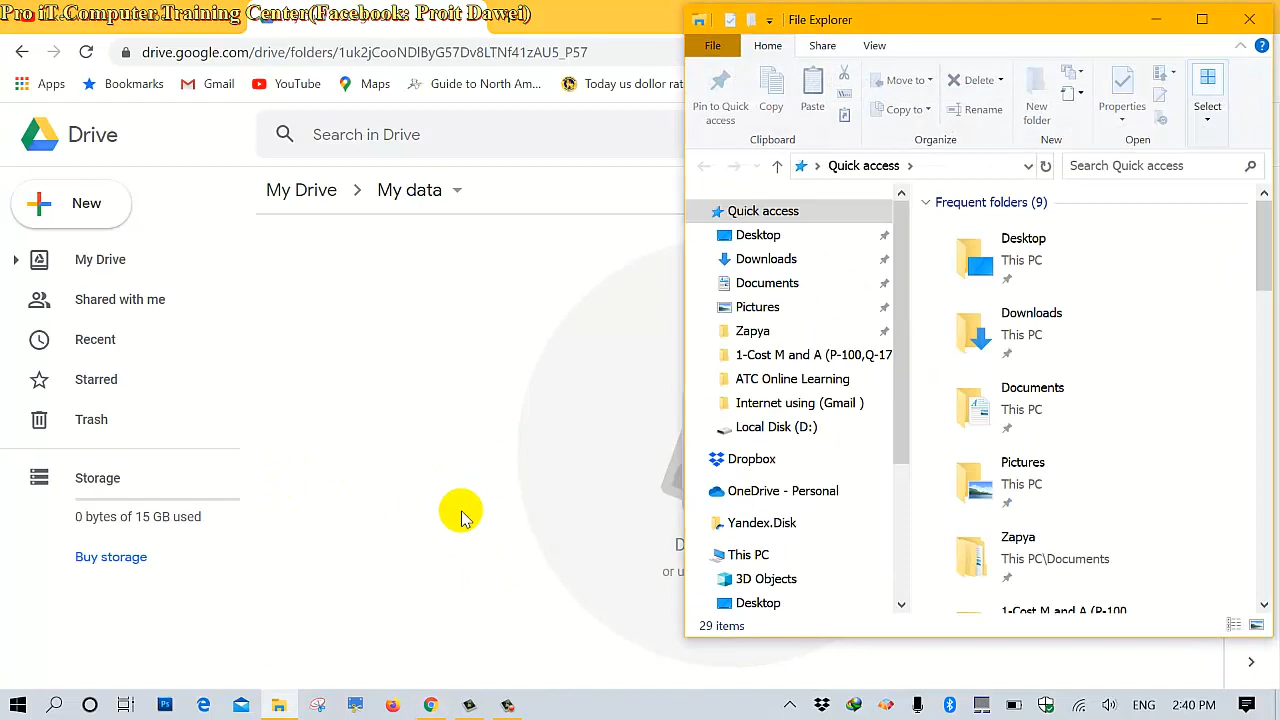 Pro iT.Computer.Training Center(Facebook: Proit Dawei)
drive.google.com/drive/folders/1uk2jCooNDlByG57Dv8LTNf41zAU5_P57
Apps
Bookmarks
Gmail
YouTube
Maps
Guide to North Am...
Today us dollor rat
Drive
Search in Drive
New
My Drive
Shared with me
Recent
Starred
Trash
Storage
0 bytes of 15 GB used
Buy storage
My Drive > My data
D
or u
File Explorer
File
Home
Share
View
Pin to Quick access
Copy
Paste
Clipboard
Move to
Copy to
Delete
Rename
Organize
New folder
New
Properties
Open
Select
Quick access
Search Quick access
Quick access
Desktop
Downloads
Documents
Pictures
Zapya
1-Cost M and A (P-100,Q-17
ATC Online Learning
Internet using (Gmail )
Local Disk (D:)
Dropbox
OneDrive - Personal
Yandex.Disk
This PC
3D Objects
Desktop
Frequent folders (9)
Desktop
This PC
Downloads
This PC
Documents
This PC
Pictures
This PC
Zapya
This PC\Documents
1-Cost M and A (P-100
29 items
ENG
2:40 PM